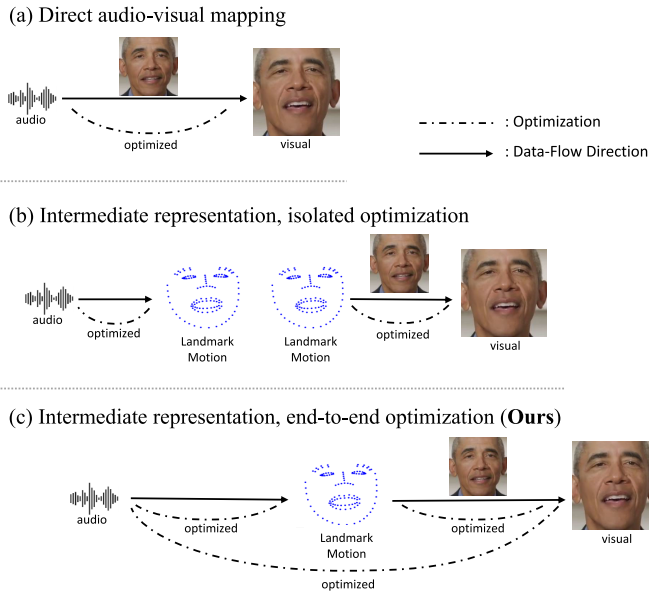 (a) Direct audio-visual mapping
audio
optimized
visual
: Optimization
: Data-Flow Direction
(b) Intermediate representation, isolated optimization
audio
optimized
Landmark
Motion
Landmark
Motion
optimized
visual
(c) Intermediate representation, end-to-end optimization (Ours)
audio
optimized
Landmark
Motion
optimized
visual
optimized